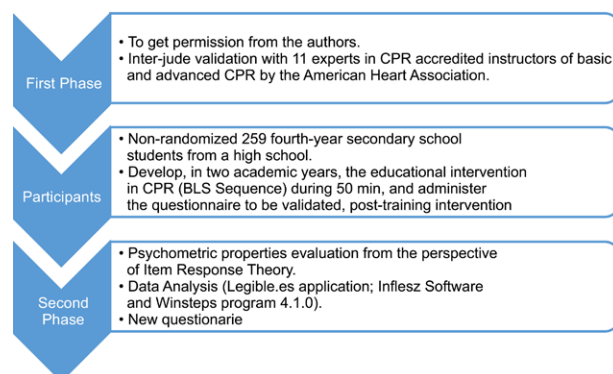 First Phase
• To get permission from the authors.
• Inter-jude validation with 11 experts in CPR accredited instructors of basic
and advanced CPR by the American Heart Association.
Participants
• Non-randomized 259 fourth-year secondary school
students from a high school.
• Develop, in two academic years, the educational intervention
in CPR (BLS Sequence) during 50 min, and administer
the questionnaire to be validated, post-training intervention
Second
Phase
• Psychometric properties evaluation from the perspective
of Item Response Theory.
• Data Analysis (Legible.es application; Inflesz Software
and Winsteps program 4.1.0).
• New questionarie